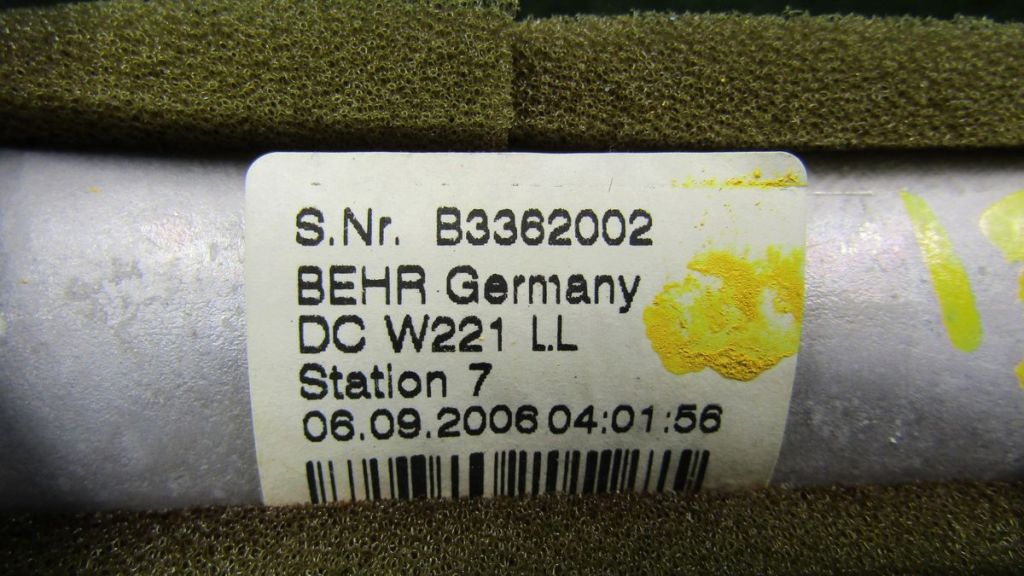 S.Nr. B3362002
BEHR Germany
DC W221 L.L
Station 7
06.09.2006 04:01:56